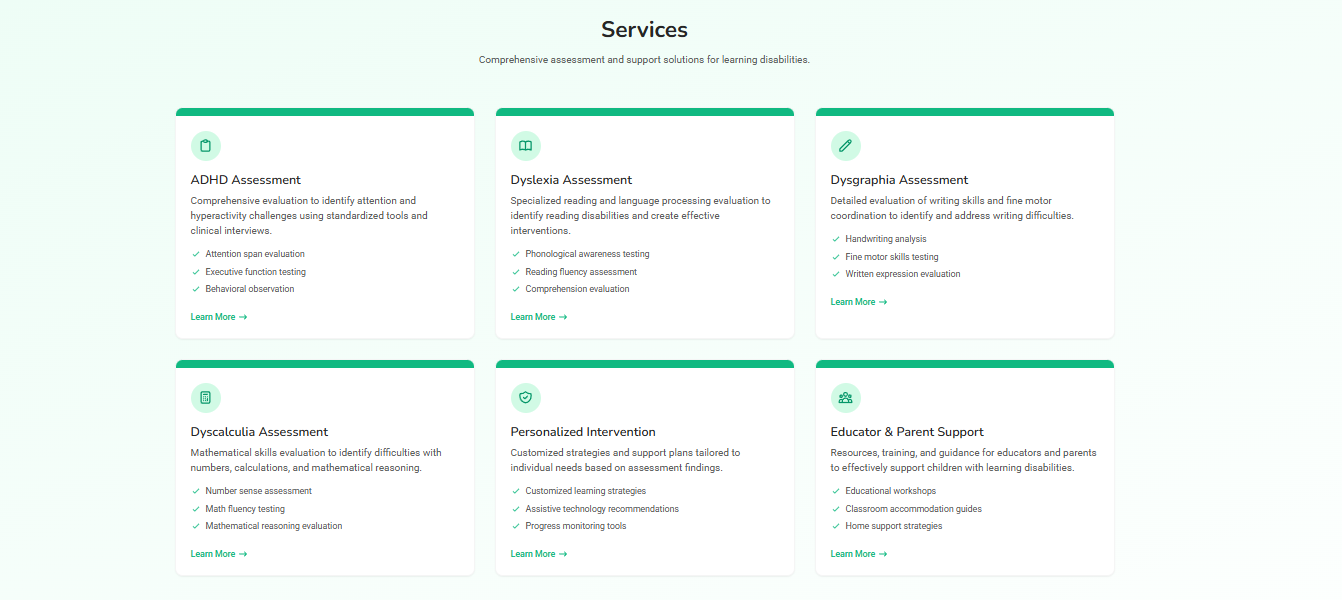 Services
Comprehensive assessment and support solutions for learning disabilities.
ADHD Assessment
Comprehensive evaluation to identify attention and
hyperactivity challenges using standardized tools and
clinical interviews.
Attention span evaluation
Executive function testing
Behavioral observation
Learn More →
Dyslexia Assessment
Specialized reading and language processing evaluation to
identify reading disabilities and create effective
interventions.
Phonological awareness testing
Reading fluency assessment
Comprehension evaluation
Learn More →
Dysgraphia Assessment
Detailed evaluation of writing skills and fine motor
coordination to identify and address writing difficulties.
Handwriting analysis
Fine motor skills testing
Written expression evaluation
Learn More →
Dyscalculia Assessment
Mathematical skills evaluation to identify difficulties with
numbers, calculations, and mathematical reasoning.
Number sense assessment
Math fluency testing
Mathematical reasoning evaluation
Learn More →
Personalized Intervention
Customized strategies and support plans tailored to
individual needs based on assessment findings.
Customized learning strategies
Assistive technology recommendations
Progress monitoring tools
Learn More →
Educator & Parent Support
Resources, training, and guidance for educators and parents
to effectively support children with learning disabilities.
Educational workshops
Classroom accommodation guides
Home support strategies
Learn More →